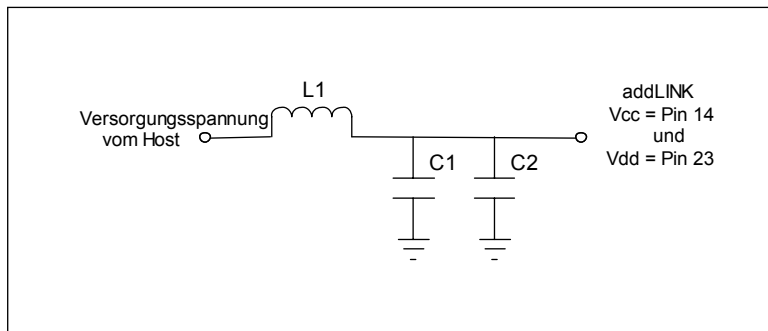 L1
Versorgungsspannung
vom Host
addLINK
Vcc = Pin 14
und
Vdd = Pin 23
C1
C2